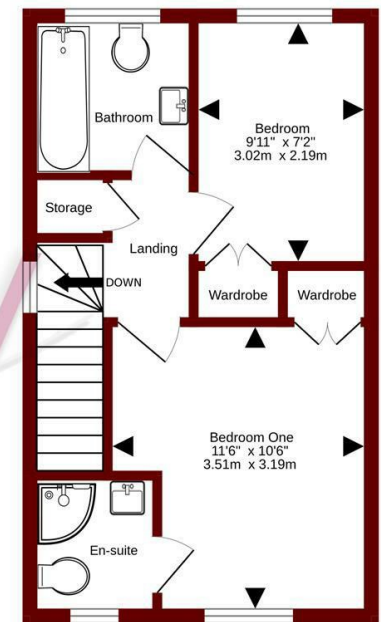 Bathroom
Bedroom
9'11" x 7'2"
3.02m x 2.19m
Storage
Landing
DOWN
Wardrobe
Wardrobe
Bedroom One
11'6" x 10'6"
3.51m x 3.19m
En-suite